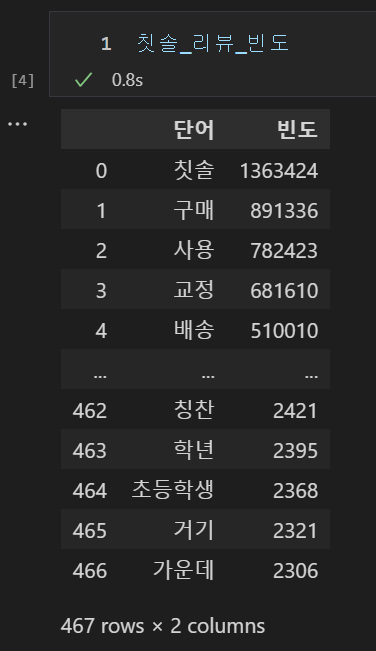 1 칫솔_리뷰_빈도
[4] ✓ 0.8s
... 단어 빈도
0 칫솔 1363424
1 구매 891336
2 사용 782423
3 교정 681610
4 배송 510010
... ... ...
462 칭찬 2421
463 학년 2395
464 초등학생 2368
465 거기 2321
466 가운데 2306
467 rows × 2 columns